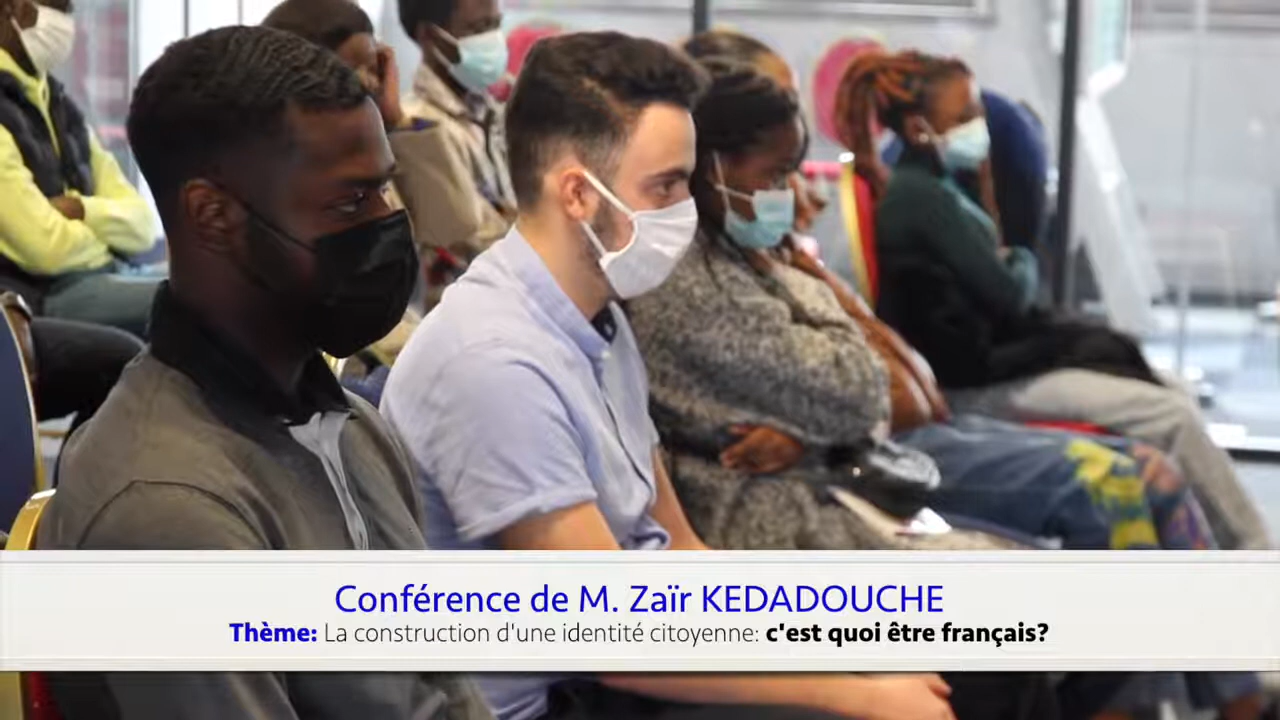 Conférence de M. Zaïr KEDADOUCHE
Thème: La construction d'une identité citoyenne: c'est quoi être français?